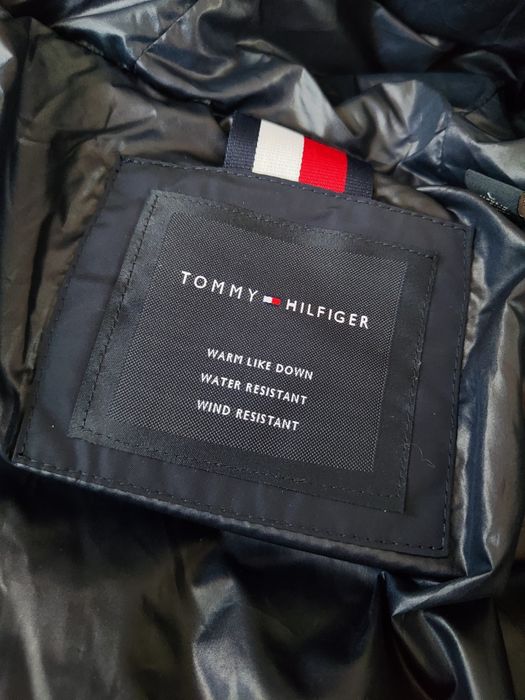 TOMMY HILFIGER
WARM LIKE DOWN
WATER RESISTANT
WIND RESISTANT